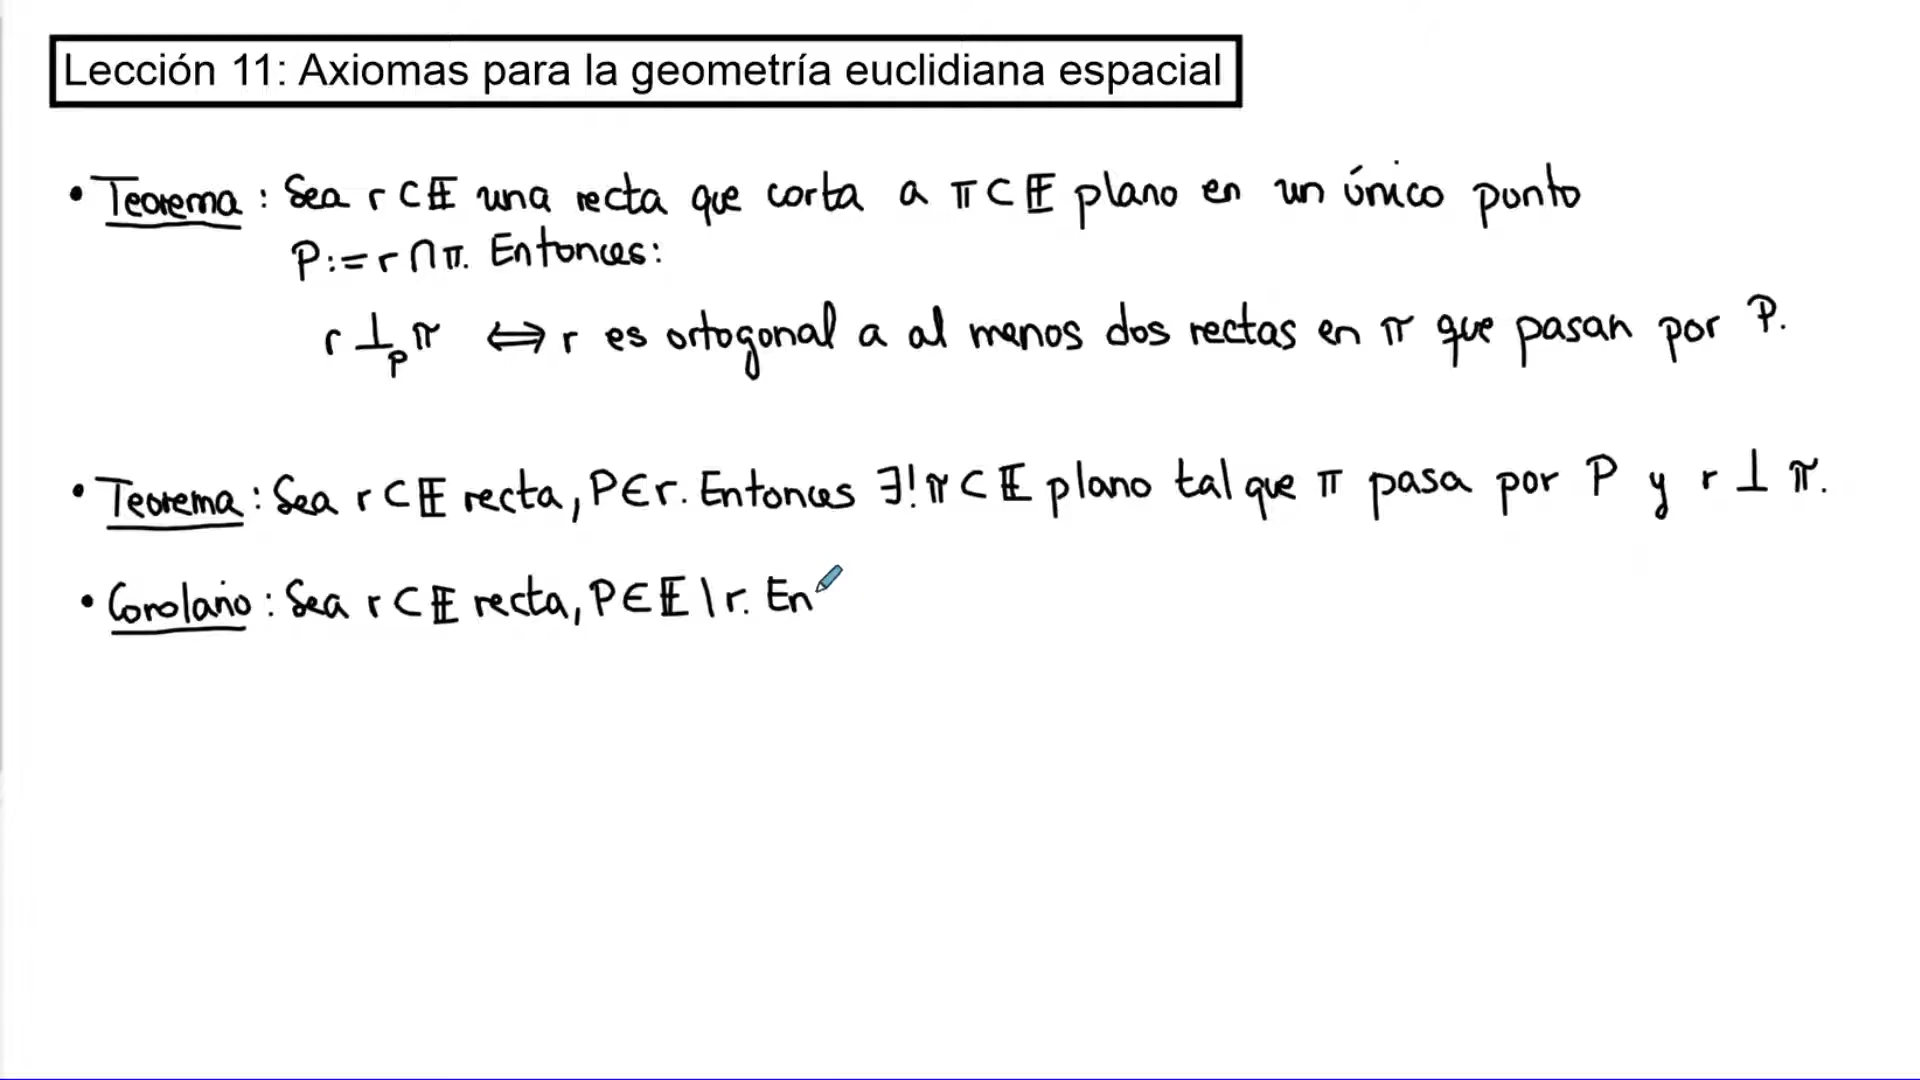 Lección 11: Axiomas para la geometría euclidiana espacial
• Teorema: Sea r ⊂ 𝔼 una recta que corta a π ⊂ 𝔼 plano en un único punto
P := r ∩ π. Entonces:
r ⊥ₚ π ⟺ r es ortogonal a al menos dos rectas en π que pasan por P.
• Teorema: Sea r ⊂ 𝔼 recta, P ∈ r. Entonces ∃! π ⊂ 𝔼 plano tal que π pasa por P y r ⊥ π.
• Corolario: Sea r ⊂ 𝔼 recta, P ∈ 𝔼 \ r. En